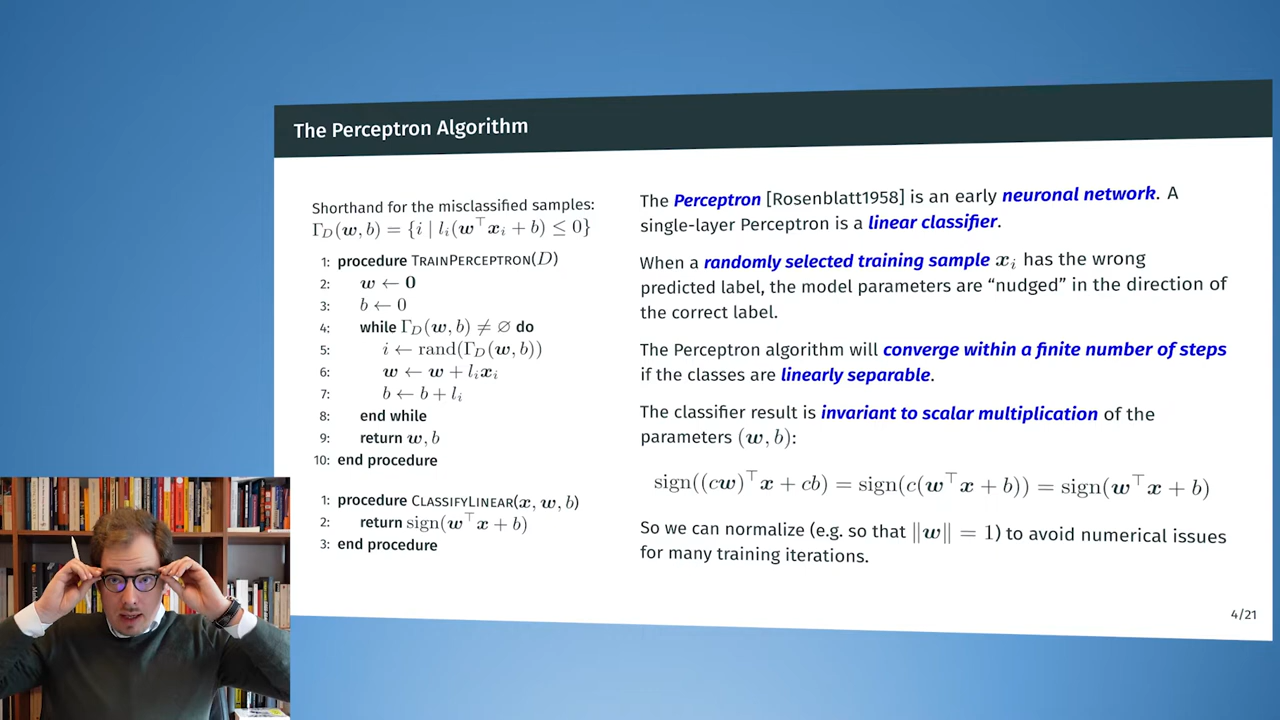 The Perceptron Algorithm
Shorthand for the misclassified samples:
Γ_D(w, b) = {i | l_i(w^⊤x_i + b) ≤ 0}
1: procedure TRAINPERCEPTRON(D)
2: w ← 0
3: b ← 0
4: while Γ_D(w, b) ≠ ∅ do
5: i ← rand(Γ_D(w, b))
6: w ← w + l_i x_i
7: b ← b + l_i
8: end while
9: return w, b
10: end procedure
1: procedure CLASSIFYLINEAR(x, w, b)
2: return sign(w^⊤x + b)
3: end procedure
The Perceptron [Rosenblatt1958] is an early neuronal network. A
single-layer Perceptron is a linear classifier.
When a randomly selected training sample x_i has the wrong
predicted label, the model parameters are “nudged” in the direction of
the correct label.
The Perceptron algorithm will converge within a finite number of steps
if the classes are linearly separable.
The classifier result is invariant to scalar multiplication of the
parameters (w, b):
sign((cw)^⊤x + cb) = sign(c(w^⊤x + b)) = sign(w^⊤x + b)
So we can normalize (e.g. so that ‖w‖ = 1) to avoid numerical issues
for many training iterations.
4/21